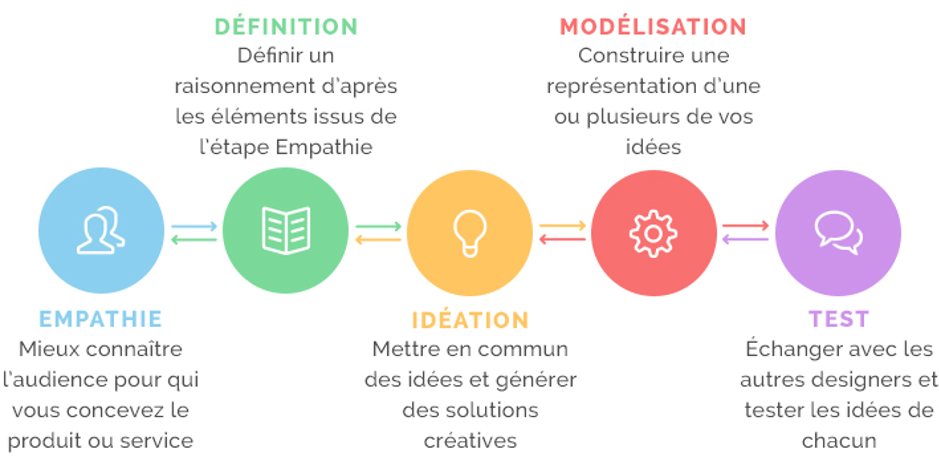 DÉFINITION
Définir un
raisonnement d'après
les éléments issus de
l'étape Empathie
MODÉLISATION
Construire une
représentation d'une
ou plusieurs de vos
idées
EMPATHIE
Mieux connaître
l'audience pour qui
vous concevez le
produit ou service
IDÉATION
Mettre en commun
des idées et générer
des solutions
créatives
TEST
Échanger avec les
autres designers et
tester les idées de
chacun